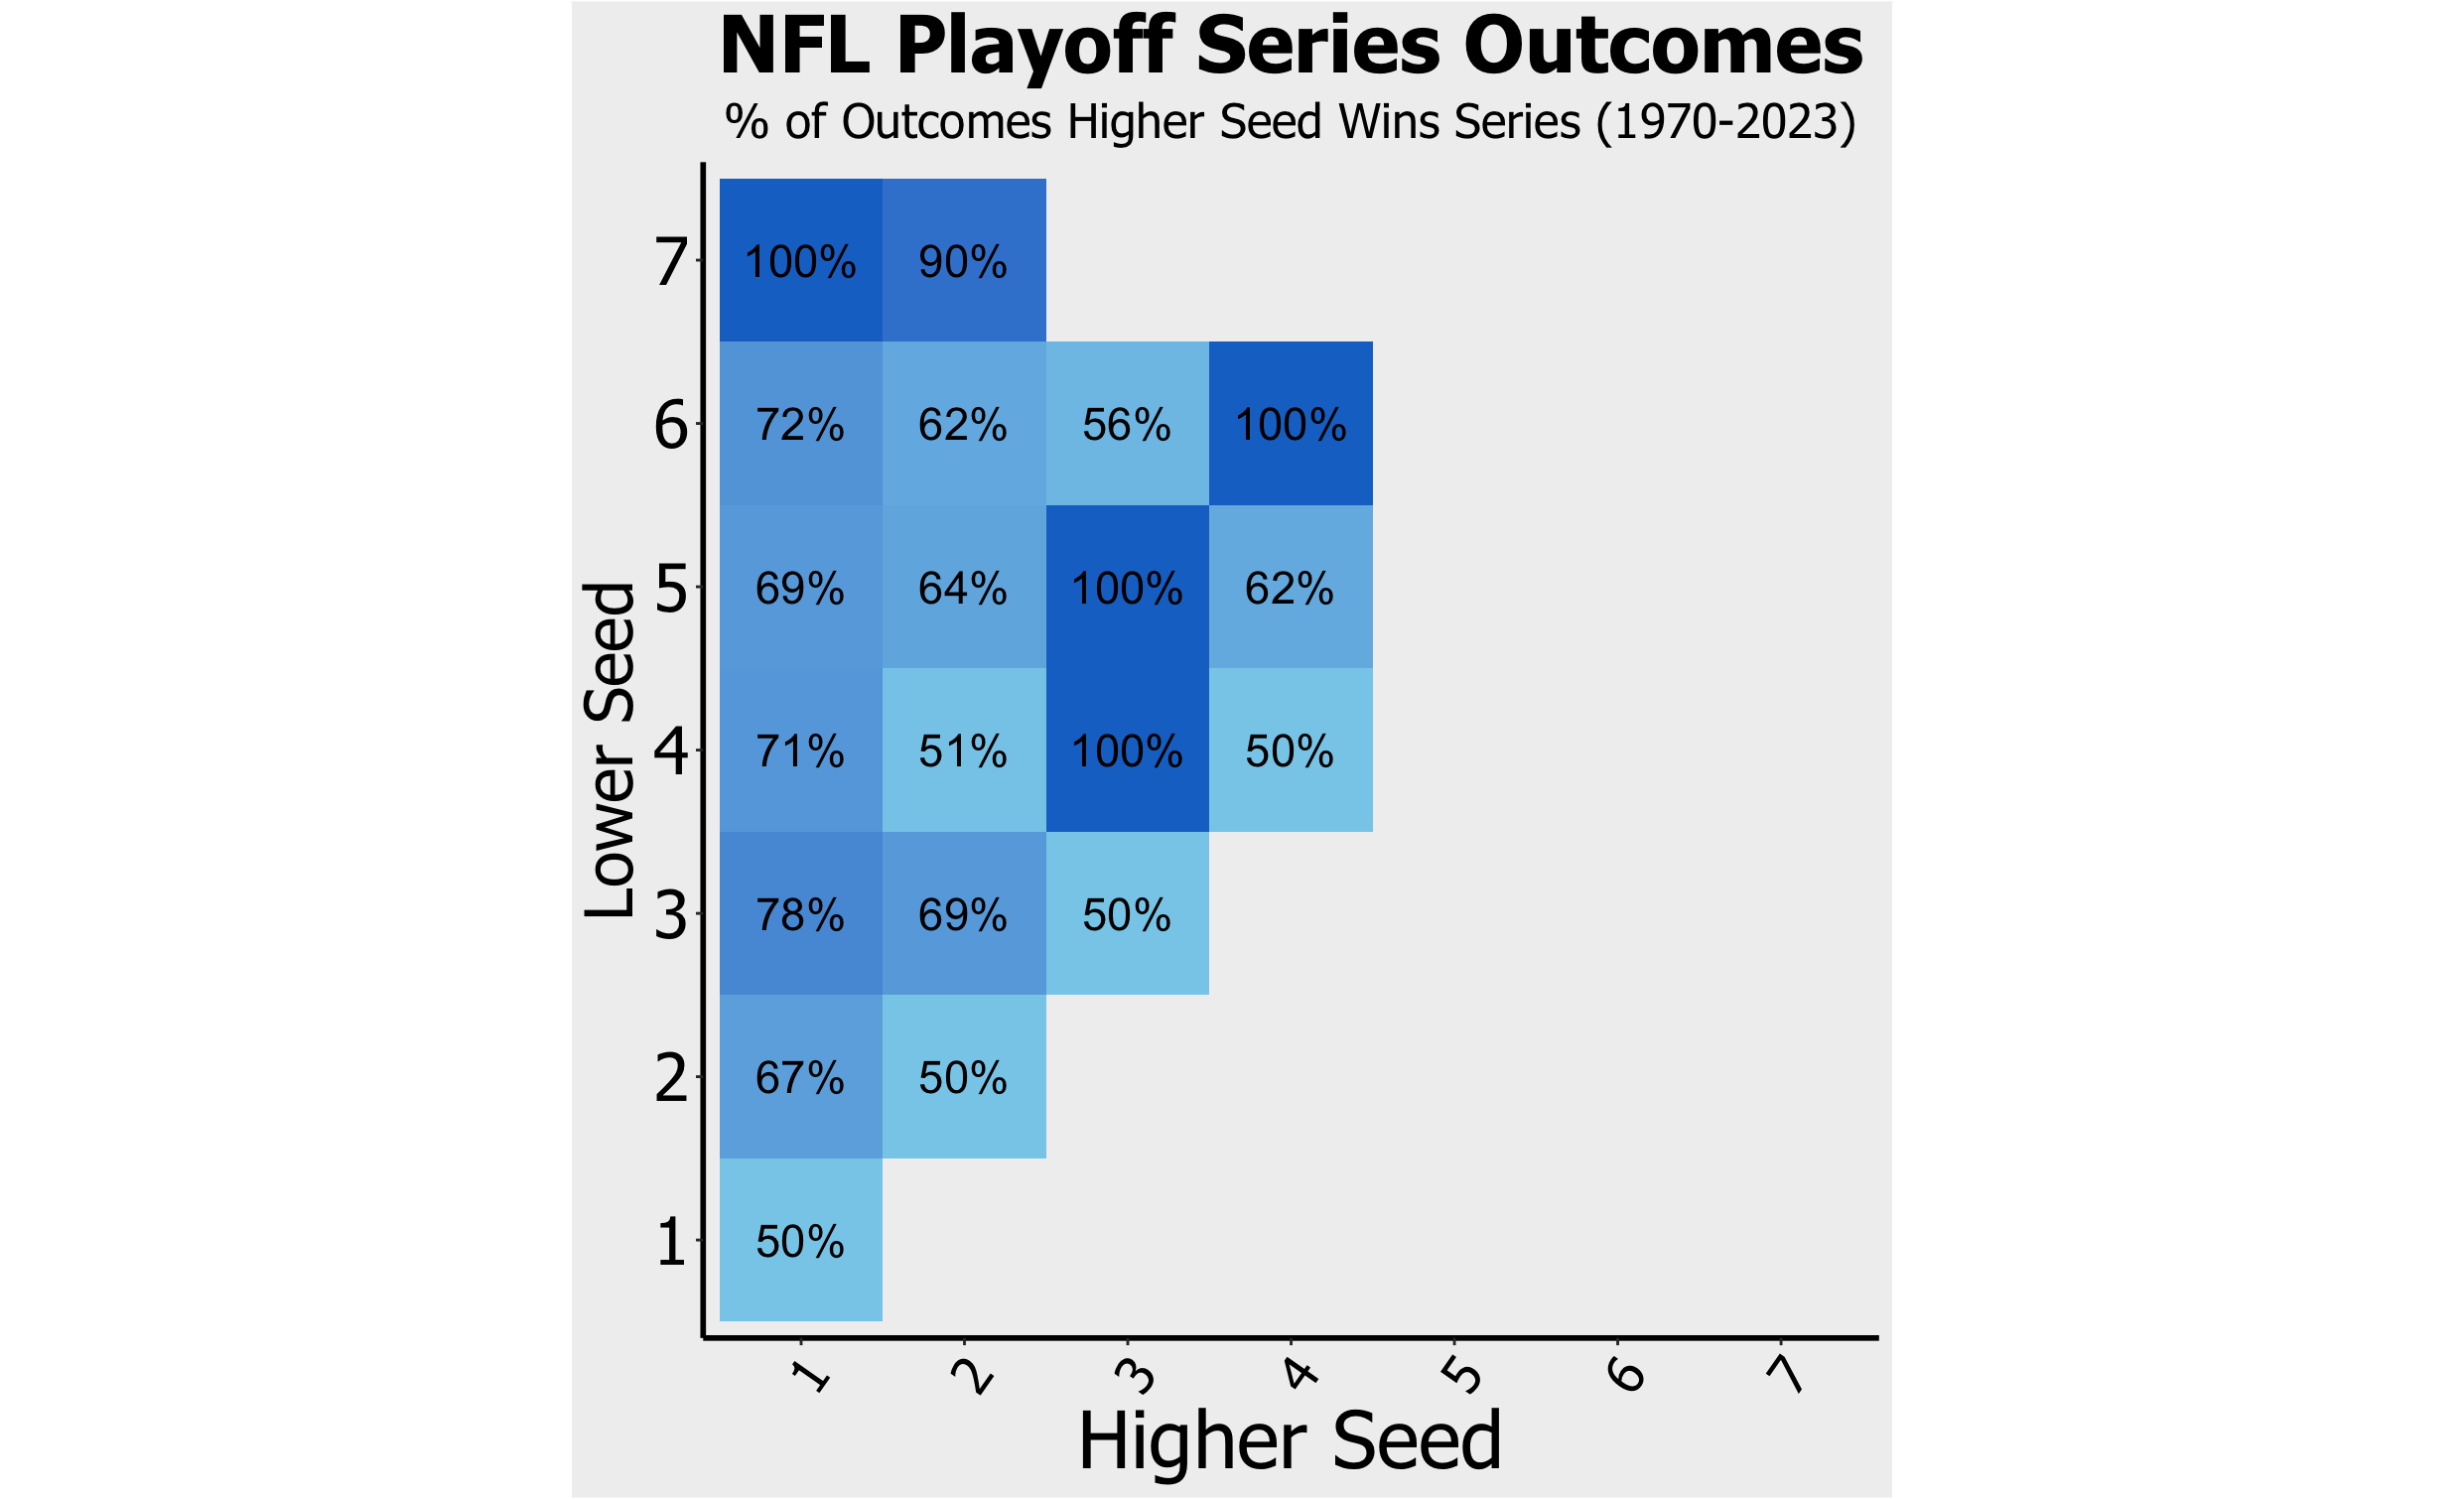 NFL Playoff Series Outcomes
% of Outcomes Higher Seed Wins Series (1970-2023)
Lower Seed
7 100% 90%
6 72% 62% 56% 100%
5 69% 64% 100% 62%
4 71% 51% 100% 50%
3 78% 69% 50%
2 67% 50%
1 50%
1 2 3 4 5 6 7
Higher Seed